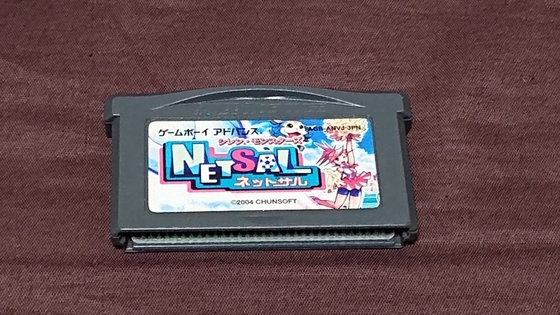 ゲームボーイ アドバンス
AGB-ANVJ-JPN
シレン・モンスターズ
NETSAL
ネットサル
©2004 CHUNSOFT